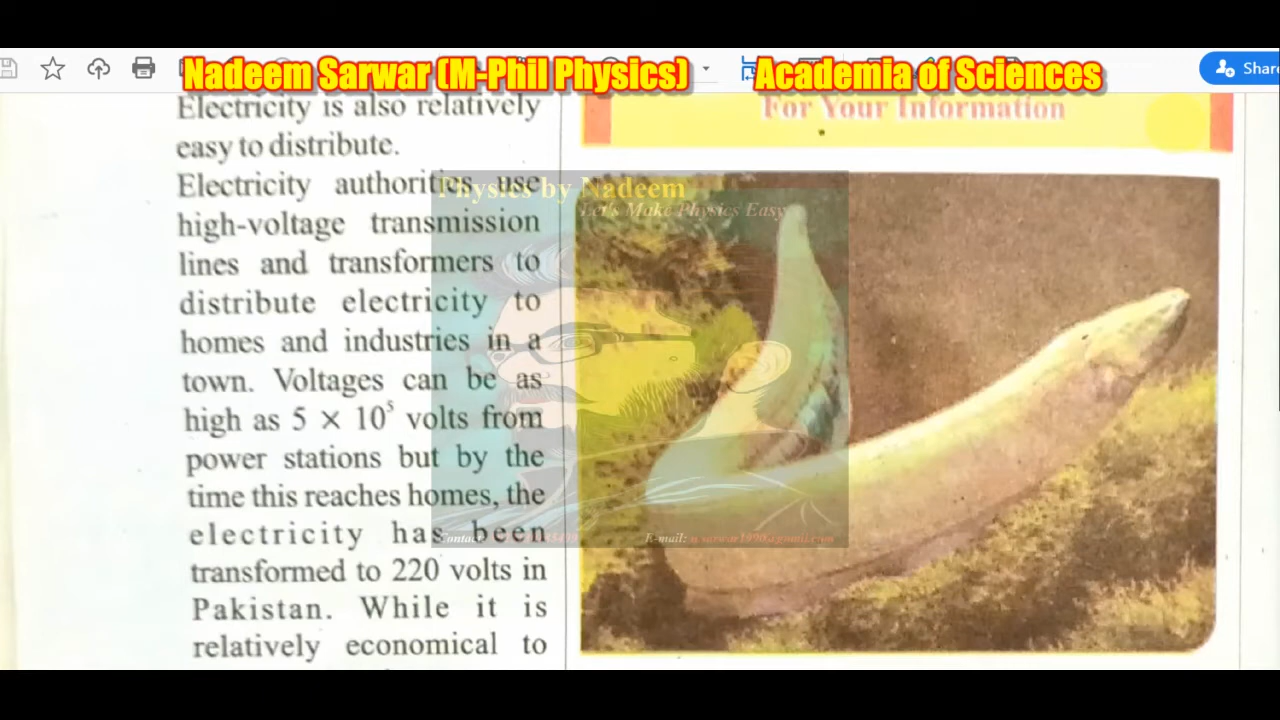 Nadeem Sarwar (M-Phil Physics)
Academia of Sciences
Share
Electricity is also relatively
easy to distribute.
Electricity authorities use
high-voltage transmission
lines and transformers to
distribute electricity to
homes and industries in a
town. Voltages can be as
high as 5 × 10⁵ volts from
power stations but by the
time this reaches homes, the
electricity has been
transformed to 220 volts in
Pakistan. While it is
relatively economical to
For Your Information
Physics by Nadeem
Let's Make Physics Easy
Contact:
E-mail: